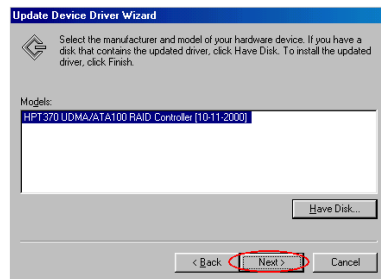 Update Device Driver Wizard
Select the manufacturer and model of your hardware device. If you have a
disk that contains the updated driver, click Have Disk. To install the updated
driver, click Finish.
Models:
HPT370 UDMA/ATA100 RAID Controller [10-11-2000]
Have Disk...
< Back Next > Cancel